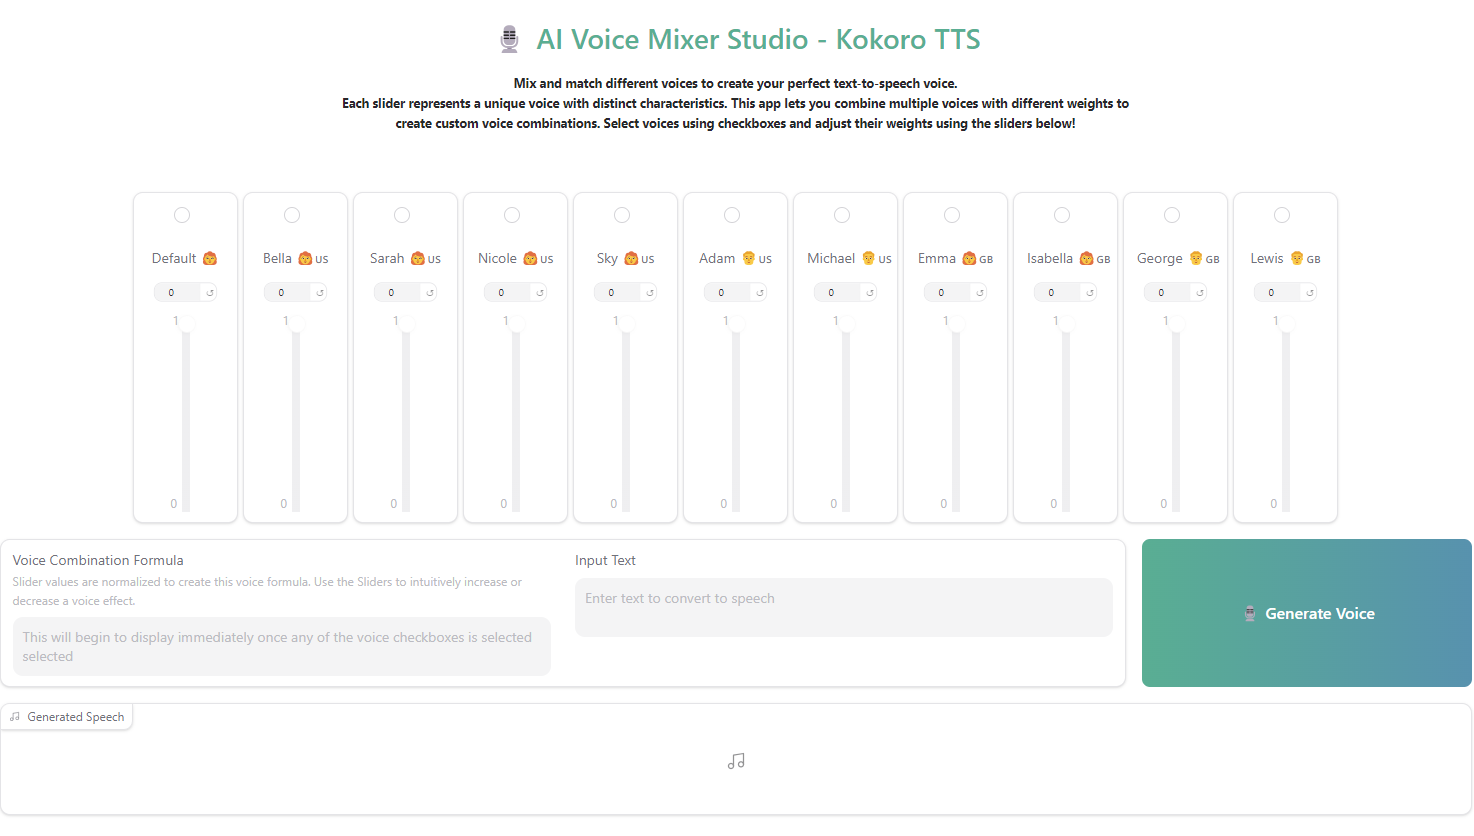 AI Voice Mixer Studio - Kokoro TTS
Mix and match different voices to create your perfect text-to-speech voice.
Each slider represents a unique voice with distinct characteristics. This app lets you combine multiple voices with different weights to
create custom voice combinations. Select voices using checkboxes and adjust their weights using the sliders below!
Default Bella US Sarah US Nicole US Sky US Adam US Michael US Emma GB Isabella GB George GB Lewis GB
0 0 0 0 0 0 0 0 0 0 0
1 1 1 1 1 1 1 1 1 1 1
0 0 0 0 0 0 0 0 0 0 0
Voice Combination Formula
Slider values are normalized to create this voice formula. Use the Sliders to intuitively increase or
decrease a voice effect.
This will begin to display immediately once any of the voice checkboxes is selected
selected
Input Text
Enter text to convert to speech
Generate Voice
Generated Speech